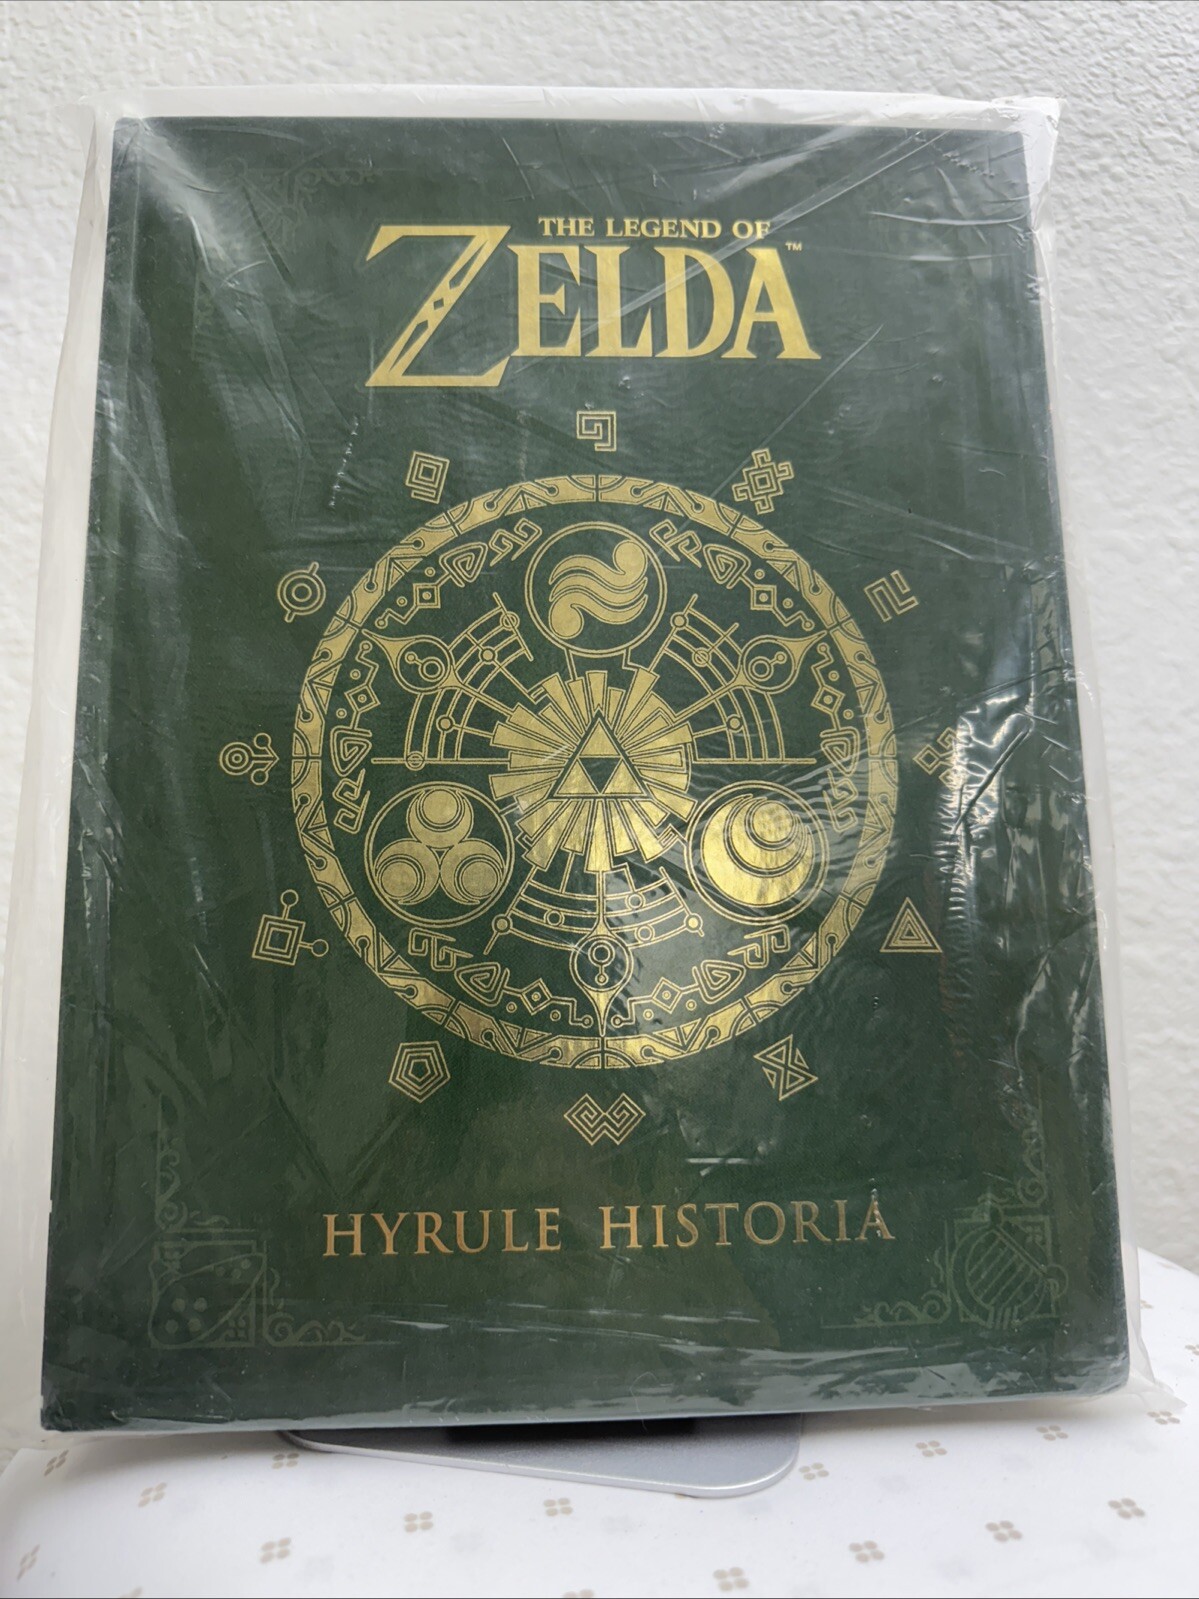 THE LEGEND OF
ZELDA™
HYRULE HISTORIA